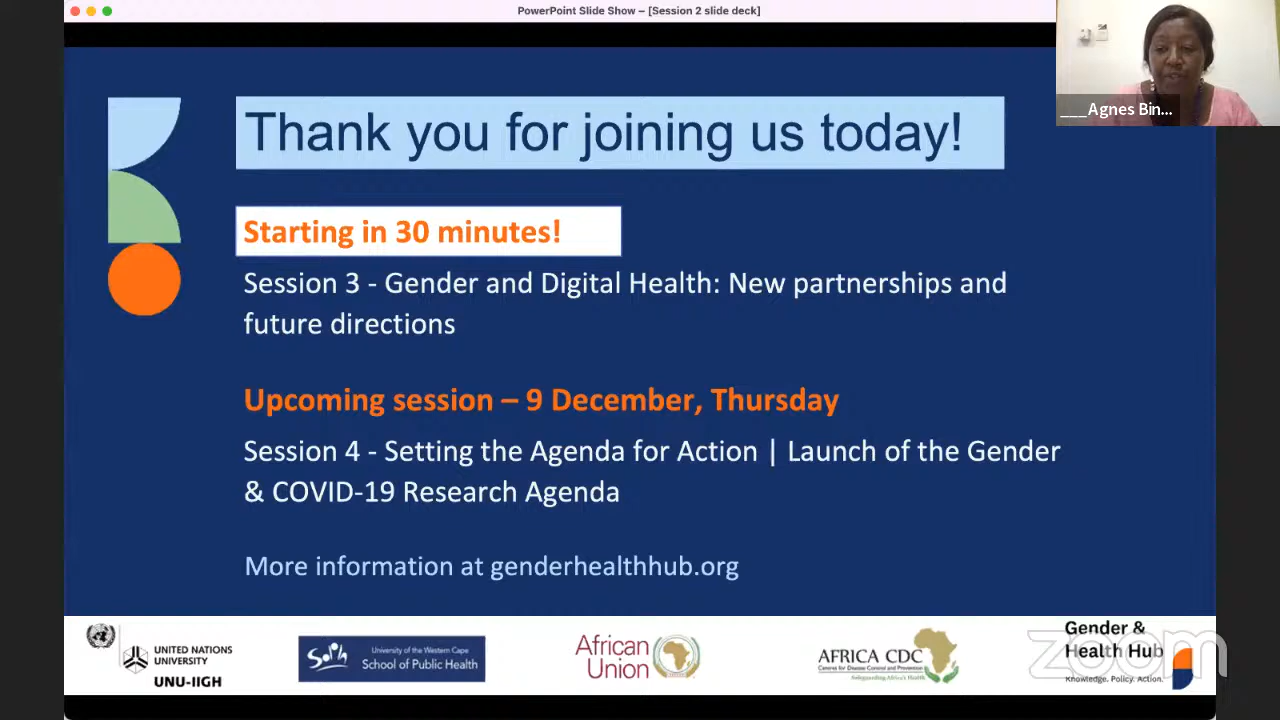 PowerPoint Slide Show – [Session 2 slide deck]
___Agnes Bin...
Thank you for joining us today!
Starting in 30 minutes!
Session 3 - Gender and Digital Health: New partnerships and
future directions
Upcoming session – 9 December, Thursday
Session 4 - Setting the Agenda for Action | Launch of the Gender
& COVID-19 Research Agenda
More information at genderhealthhub.org
UNITED NATIONS
UNIVERSITY
UNU-IIGH
SoPH
University of the Western Cape
School of Public Health
African
Union
AFRICA CDC
Centres for Disease Control and Prevention
Safeguarding Africa's Health
Gender &
Health Hub
Knowledge. Policy. Action.
zoom